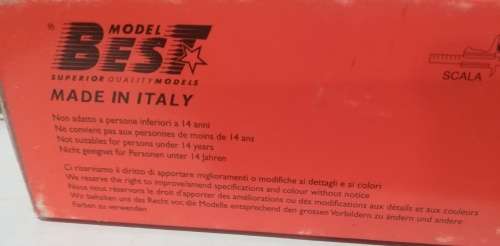 MODEL
BEST
SUPERIOR QUALITY MODELS
MADE IN ITALY
SCALA
Non adatto a persone inferiori a 14 anni
Ne convient pas aux personnes de moins de 14 ans
Not suitables for persons under 14 years
Nicht geeignet für Personen unter 14 Jahren
Ci riserviamo il diritto di apportare miglioramenti o modifiche ai dettagli e ai colori
We reserve the right to improve/amend specifications and colour without notice
Nous nous reservons le droit d'apporter des améliorations ou des modifications aux détails et aux couleurs
Wir behalten uns das Recht vor, die Modelle entsprechend den grossen Vorbildern zu ändern und andere
Farben zu verwenden